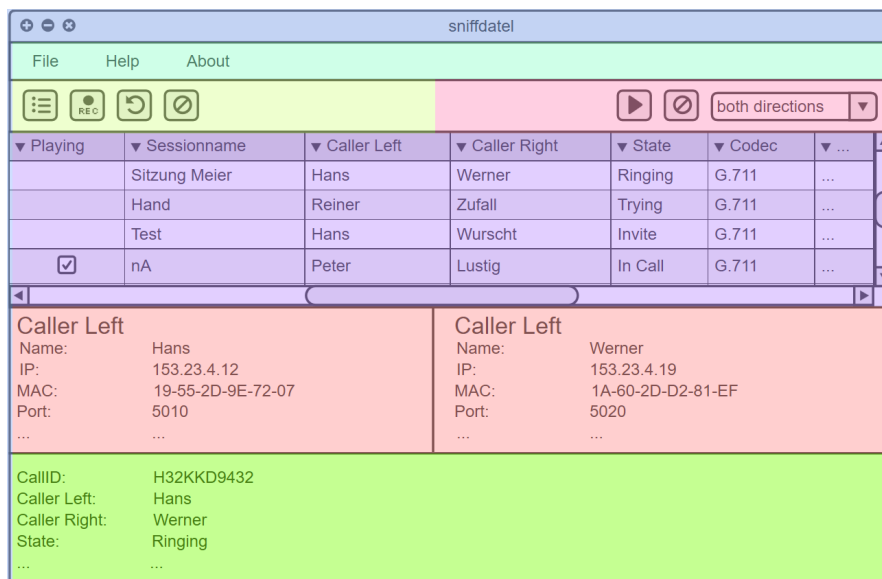 sniffdatel
File Help About
REC both directions
Playing Sessionname Caller Left Caller Right State Codec ...
Sitzung Meier Hans Werner Ringing G.711 ...
Hand Reiner Zufall Trying G.711 ...
Test Hans Wurscht Invite G.711 ...
nA Peter Lustig In Call G.711 ...
Caller Left
Name: Hans
IP: 153.23.4.12
MAC: 19-55-2D-9E-72-07
Port: 5010
... ...
Caller Left
Name: Werner
IP: 153.23.4.19
MAC: 1A-60-2D-D2-81-EF
Port: 5020
... ...
CallID: H32KKD9432
Caller Left: Hans
Caller Right: Werner
State: Ringing
... ...